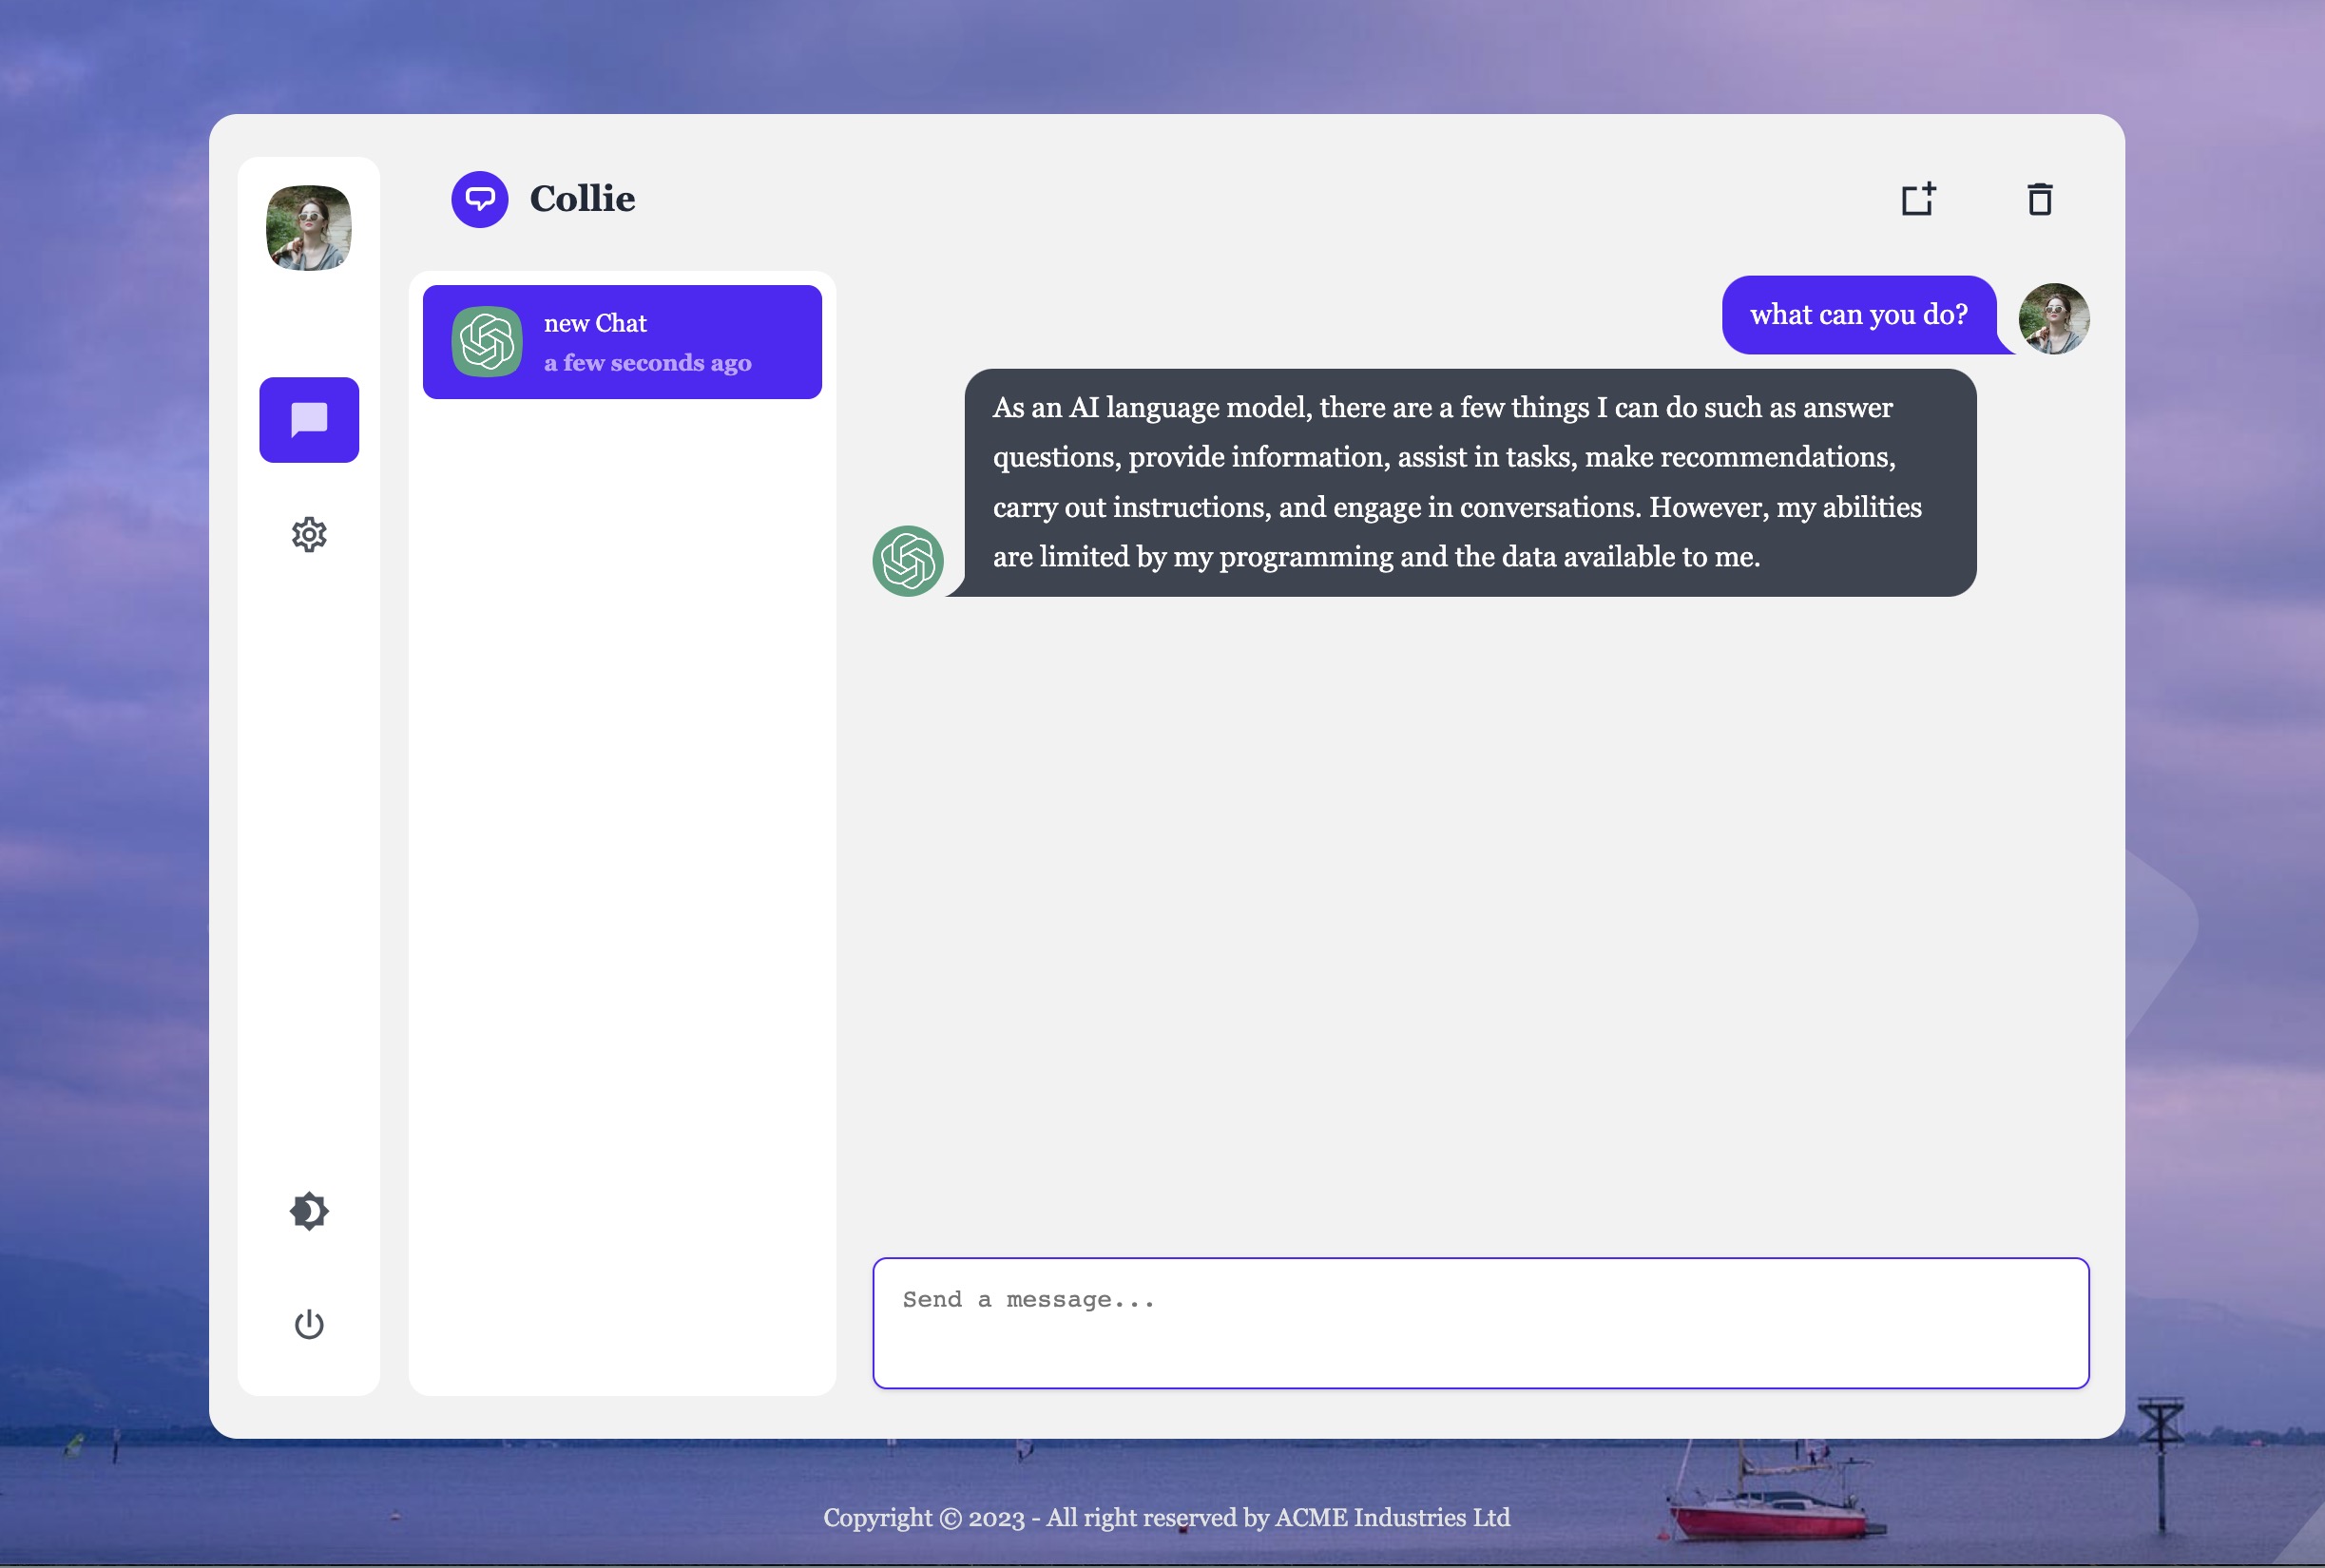 Collie
new Chat
a few seconds ago
what can you do?
As an AI language model, there are a few things I can do such as answer
questions, provide information, assist in tasks, make recommendations,
carry out instructions, and engage in conversations. However, my abilities
are limited by my programming and the data available to me.
Send a message...
Copyright © 2023 - All right reserved by ACME Industries Ltd